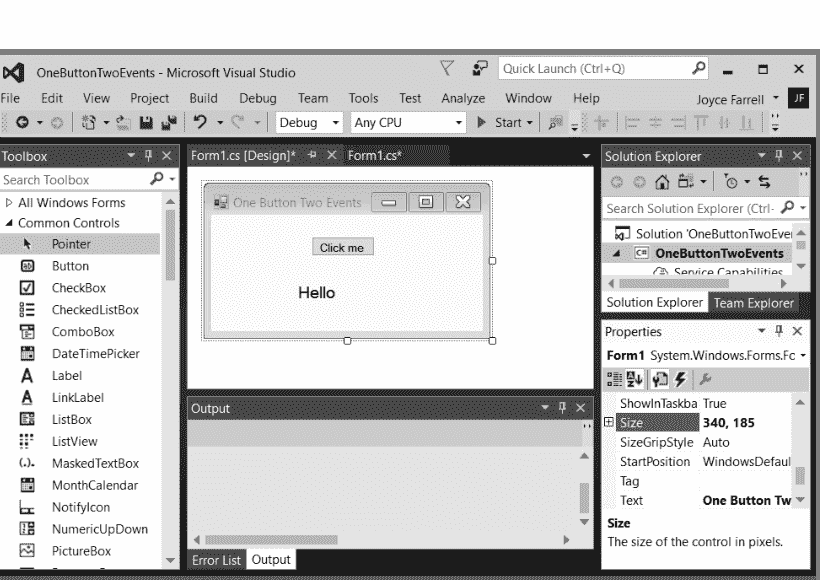 OneButtonTwoEvents - Microsoft Visual Studio
Quick Launch (Ctrl+Q)
File Edit View Project Build Debug Team Tools Test Analyze Window Help
Joyce Farrell JF
Debug Any CPU Start
Toolbox
Search Toolbox
All Windows Forms
Common Controls
Pointer
Button
CheckBox
CheckedListBox
ComboBox
DateTimePicker
Label
LinkLabel
ListBox
ListView
MaskedTextBox
MonthCalendar
NotifyIcon
NumericUpDown
PictureBox
Form1.cs [Design]* Form1.cs*
One Button Two Events
Click me
Hello
Output
Error List Output
Solution Explorer
Search Solution Explorer (Ctrl-
Solution 'OneButtonTwoEve
C# OneButtonTwoEvents
Service Capabilities
Solution Explorer Team Explorer
Properties
Form1 System.Windows.Forms.Fo
ShowInTaskba True
Size 340, 185
SizeGripStyle Auto
StartPosition WindowsDefaul
Tag
Text One Button Tw
Size
The size of the control in pixels.